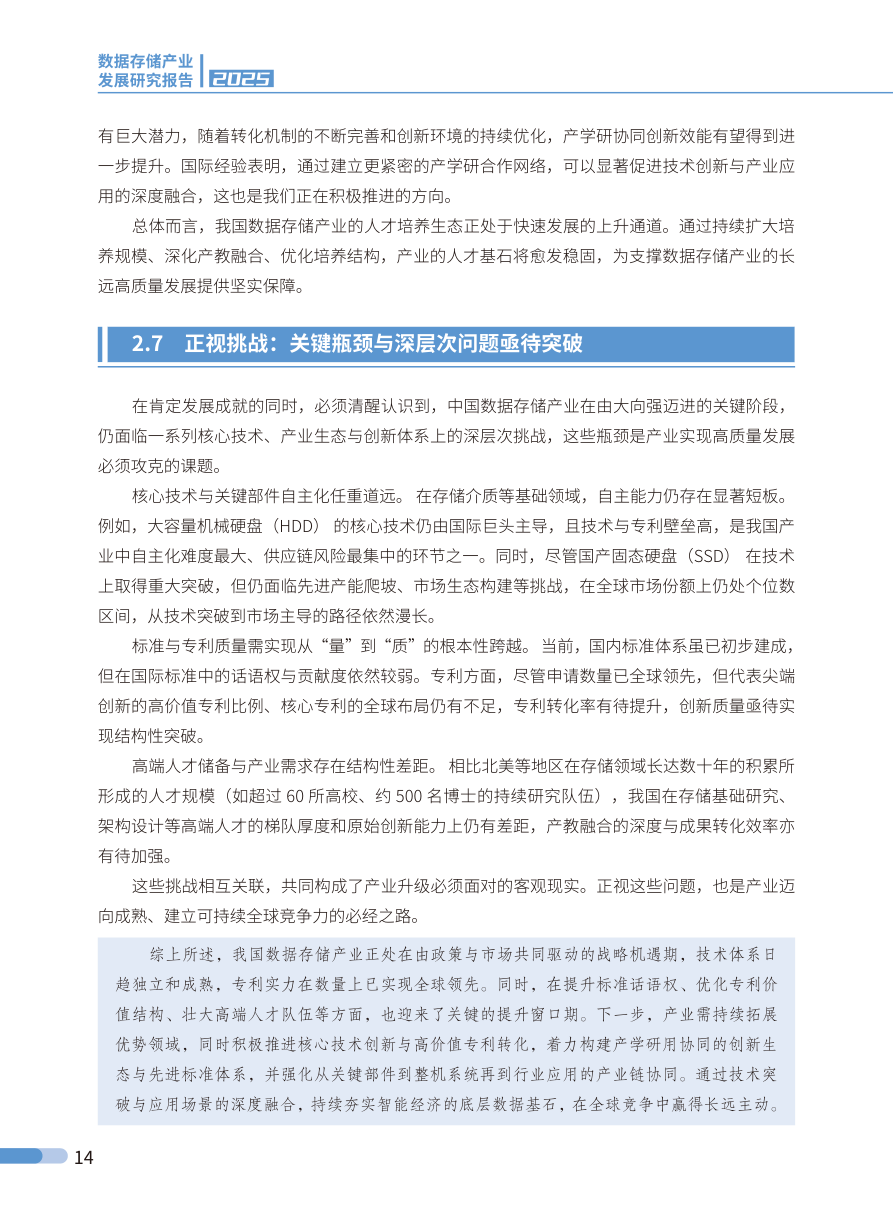 数据存储产业
发展研究报告 2025
有巨大潜力，随着转化机制的不断完善和创新环境的持续优化，产学研协同创新效能有望得到进
一步提升。国际经验表明，通过建立更紧密的产学研合作网络，可以显著促进技术创新与产业应
用的深度融合，这也是我们正在积极推进的方向。
总体而言，我国数据存储产业的人才培养生态正处于快速发展的上升通道。通过持续扩大培
养规模、深化产教融合、优化培养结构，产业的人才基石将愈发稳固，为支撑数据存储产业的长
远高质量发展提供坚实保障。
2.7 正视挑战：关键瓶颈与深层次问题亟待突破
在肯定发展成就的同时，必须清醒认识到，中国数据存储产业在由大向强迈进的关键阶段，
仍面临一系列核心技术、产业生态与创新体系上的深层次挑战，这些瓶颈是产业实现高质量发展
必须攻克的课题。
核心技术与关键部件自主化任重道远。 在存储介质等基础领域，自主能力仍存在显著短板。
例如，大容量机械硬盘（HDD） 的核心技术仍由国际巨头主导，且技术与专利壁垒高，是我国产
业中自主化难度最大、供应链风险最集中的环节之一。同时，尽管国产固态硬盘（SSD） 在技术
上取得重大突破，但仍面临先进产能爬坡、市场生态构建等挑战，在全球市场份额上仍处个位数
区间，从技术突破到市场主导的路径依然漫长。
标准与专利质量需实现从“量”到“质”的根本性跨越。 当前，国内标准体系虽已初步建成，
但在国际标准中的话语权与贡献度依然较弱。专利方面，尽管申请数量已全球领先，但代表尖端
创新的高价值专利比例、核心专利的全球布局仍有不足，专利转化率有待提升，创新质量亟待实
现结构性突破。
高端人才储备与产业需求存在结构性差距。 相比北美等地区在存储领域长达数十年的积累所
形成的人才规模（如超过 60 所高校、约 500 名博士的持续研究队伍），我国在存储基础研究、
架构设计等高端人才的梯队厚度和原始创新能力上仍有差距，产教融合的深度与成果转化效率亦
有待加强。
这些挑战相互关联，共同构成了产业升级必须面对的客观现实。正视这些问题，也是产业迈
向成熟、建立可持续全球竞争力的必经之路。
综上所述，我国数据存储产业正处在由政策与市场共同驱动的战略机遇期，技术体系日
趋独立和成熟，专利实力在数量上已实现全球领先。同时，在提升标准话语权、优化专利价
值结构、壮大高端人才队伍等方面，也迎来了关键的提升窗口期。下一步，产业需持续拓展
优势领域，同时积极推进核心技术创新与高价值专利转化，着力构建产学研用协同的创新生
态与先进标准体系，并强化从关键部件到整机系统再到行业应用的产业链协同。通过技术突
破与应用场景的深度融合，持续夯实智能经济的底层数据基石，在全球竞争中赢得长远主动。
14